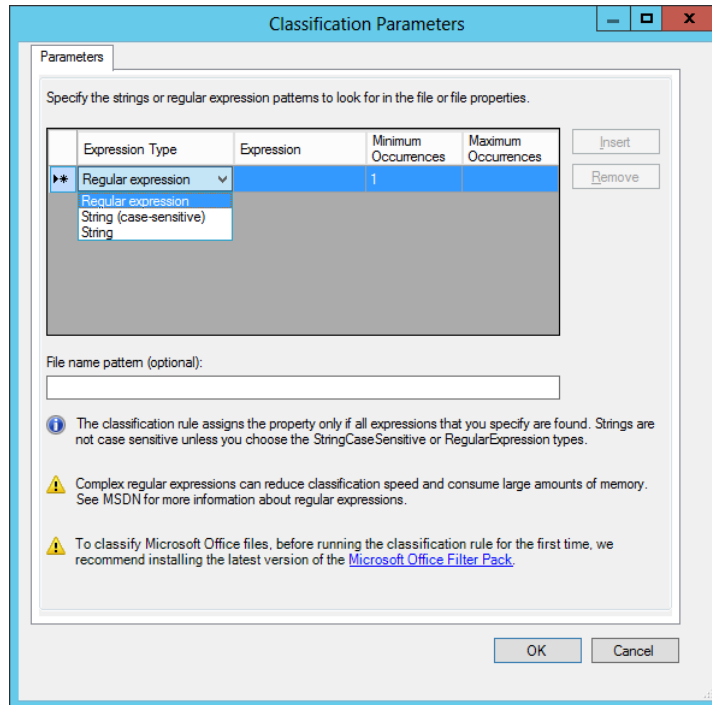 Classification Parameters
Parameters
Specify the strings or regular expression patterns to look for in the file or file properties.
Expression Type
Expression
Minimum
Occurrences
Maximum
Occurrences
Insert
Regular expression
1
Remove
Regular expression
String (case-sensitive)
String
File name pattern (optional):
The classification rule assigns the property only if all expressions that you specify are found. Strings are
not case sensitive unless you choose the StringCaseSensitive or RegularExpression types.
Complex regular expressions can reduce classification speed and consume large amounts of memory.
See MSDN for more information about regular expressions.
To classify Microsoft Office files, before running the classification rule for the first time, we
recommend installing the latest version of the Microsoft Office Filter Pack.
OK
Cancel